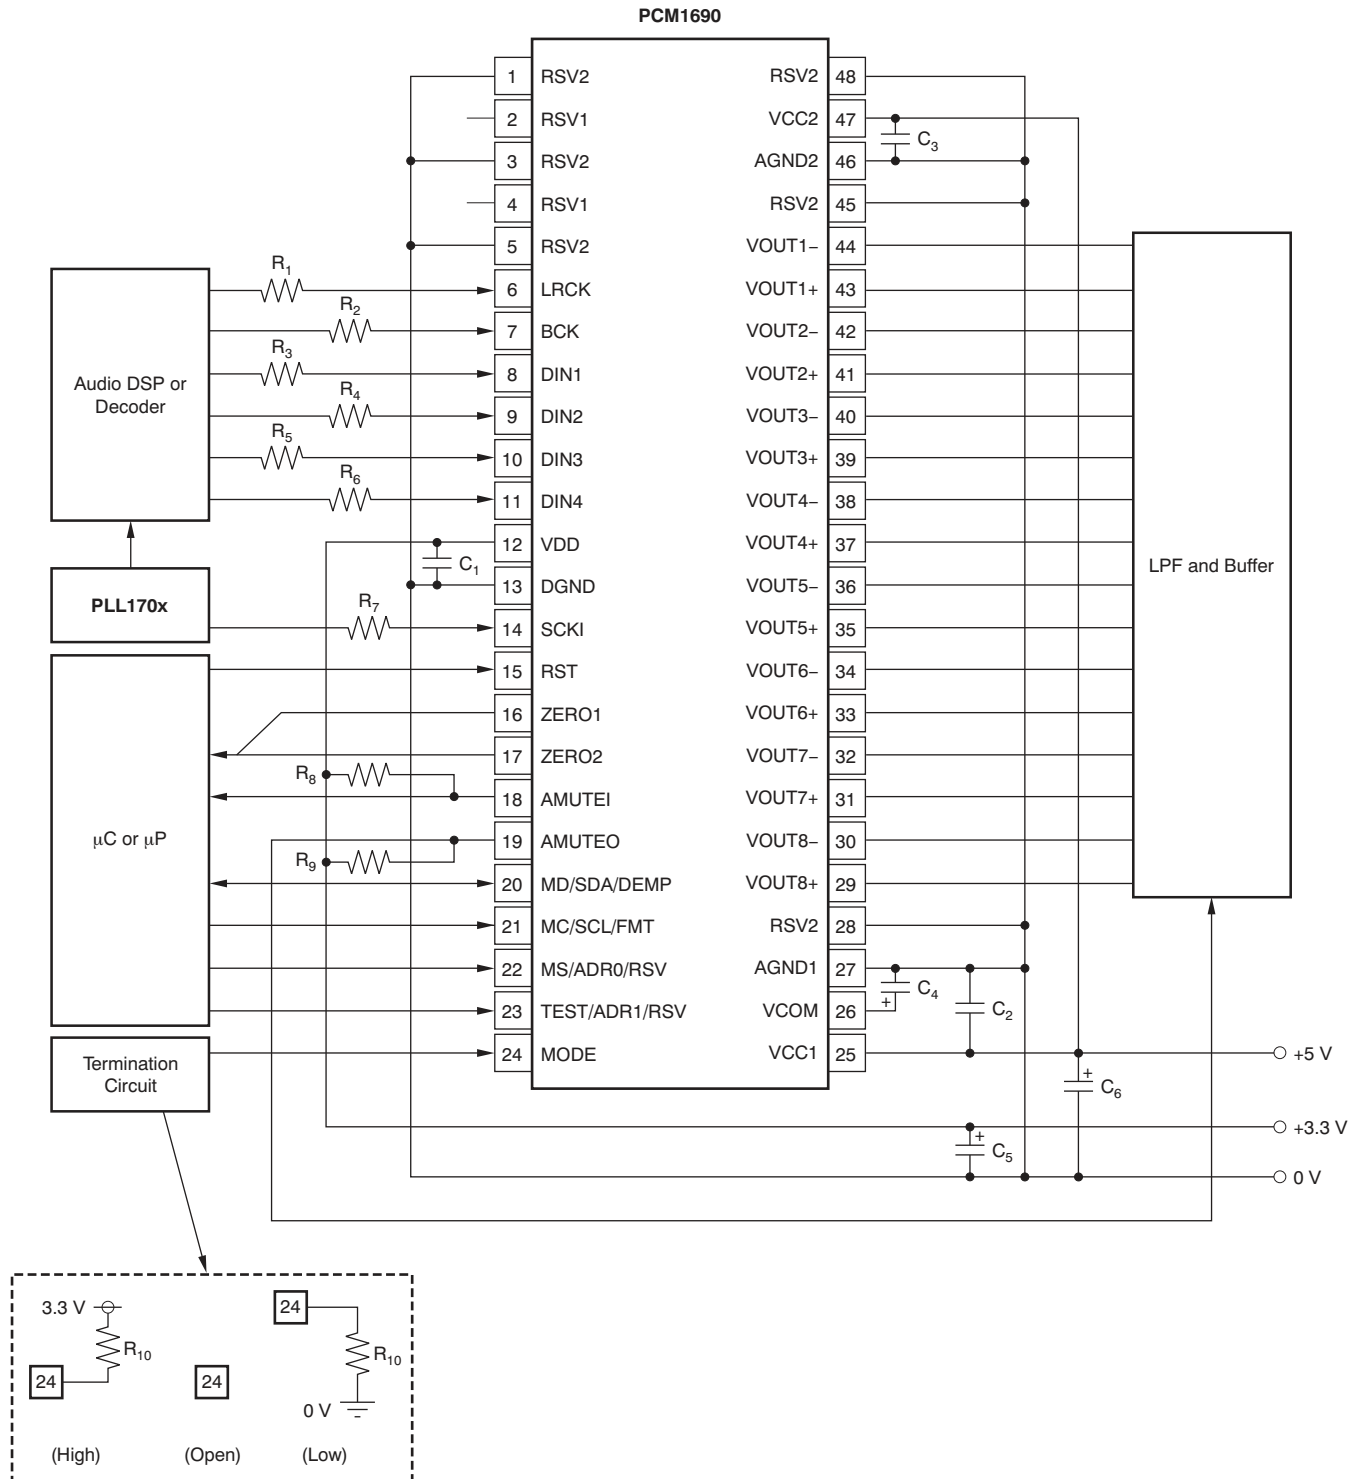 PCM1690
1 RSV2 RSV2 48
2 RSV1 VCC2 47
C3
3 RSV2 AGND2 46
4 RSV1 RSV2 45
5 RSV2 VOUT1− 44
R1
6 LRCK VOUT1+ 43
R2
7 BCK VOUT2− 42
R3
8 DIN1 VOUT2+ 41
Audio DSP or
Decoder
R4
9 DIN2 VOUT3− 40
R5
10 DIN3 VOUT3+ 39
R6
11 DIN4 VOUT4− 38
12 VDD VOUT4+ 37
C1
LPF and Buffer
13 DGND VOUT5− 36
PLL170x
R7
14 SCKI VOUT5+ 35
15 RST VOUT6− 34
16 ZERO1 VOUT6+ 33
17 ZERO2 VOUT7− 32
R8
18 AMUTEI VOUT7+ 31
μC or μP
19 AMUTEO VOUT8− 30
R9
20 MD/SDA/DEMP VOUT8+ 29
21 MC/SCL/FMT RSV2 28
22 MS/ADR0/RSV AGND1 27
C4
+
23 TEST/ADR1/RSV VCOM 26
C2
24 MODE VCC1 25
+5 V
Termination
Circuit
+
C6
+3.3 V
+
C5
0 V
3.3 V
R10
24
(High)
24
(Open)
24
R10
0 V
(Low)